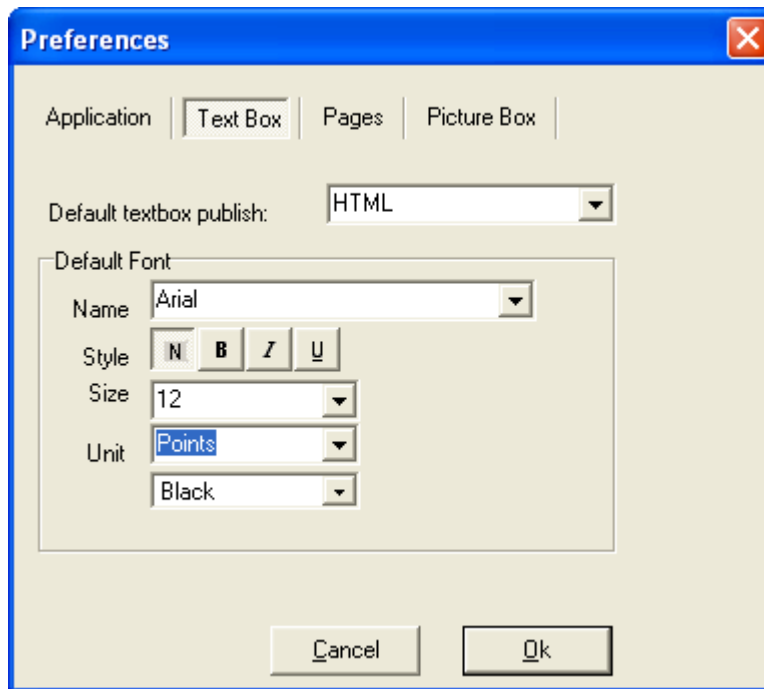 Preferences
Application Text Box Pages Picture Box
Default textbox publish: HTML
Default Font
Name Arial
Style N B I U
Size 12
Unit Points
Black
Cancel Ok